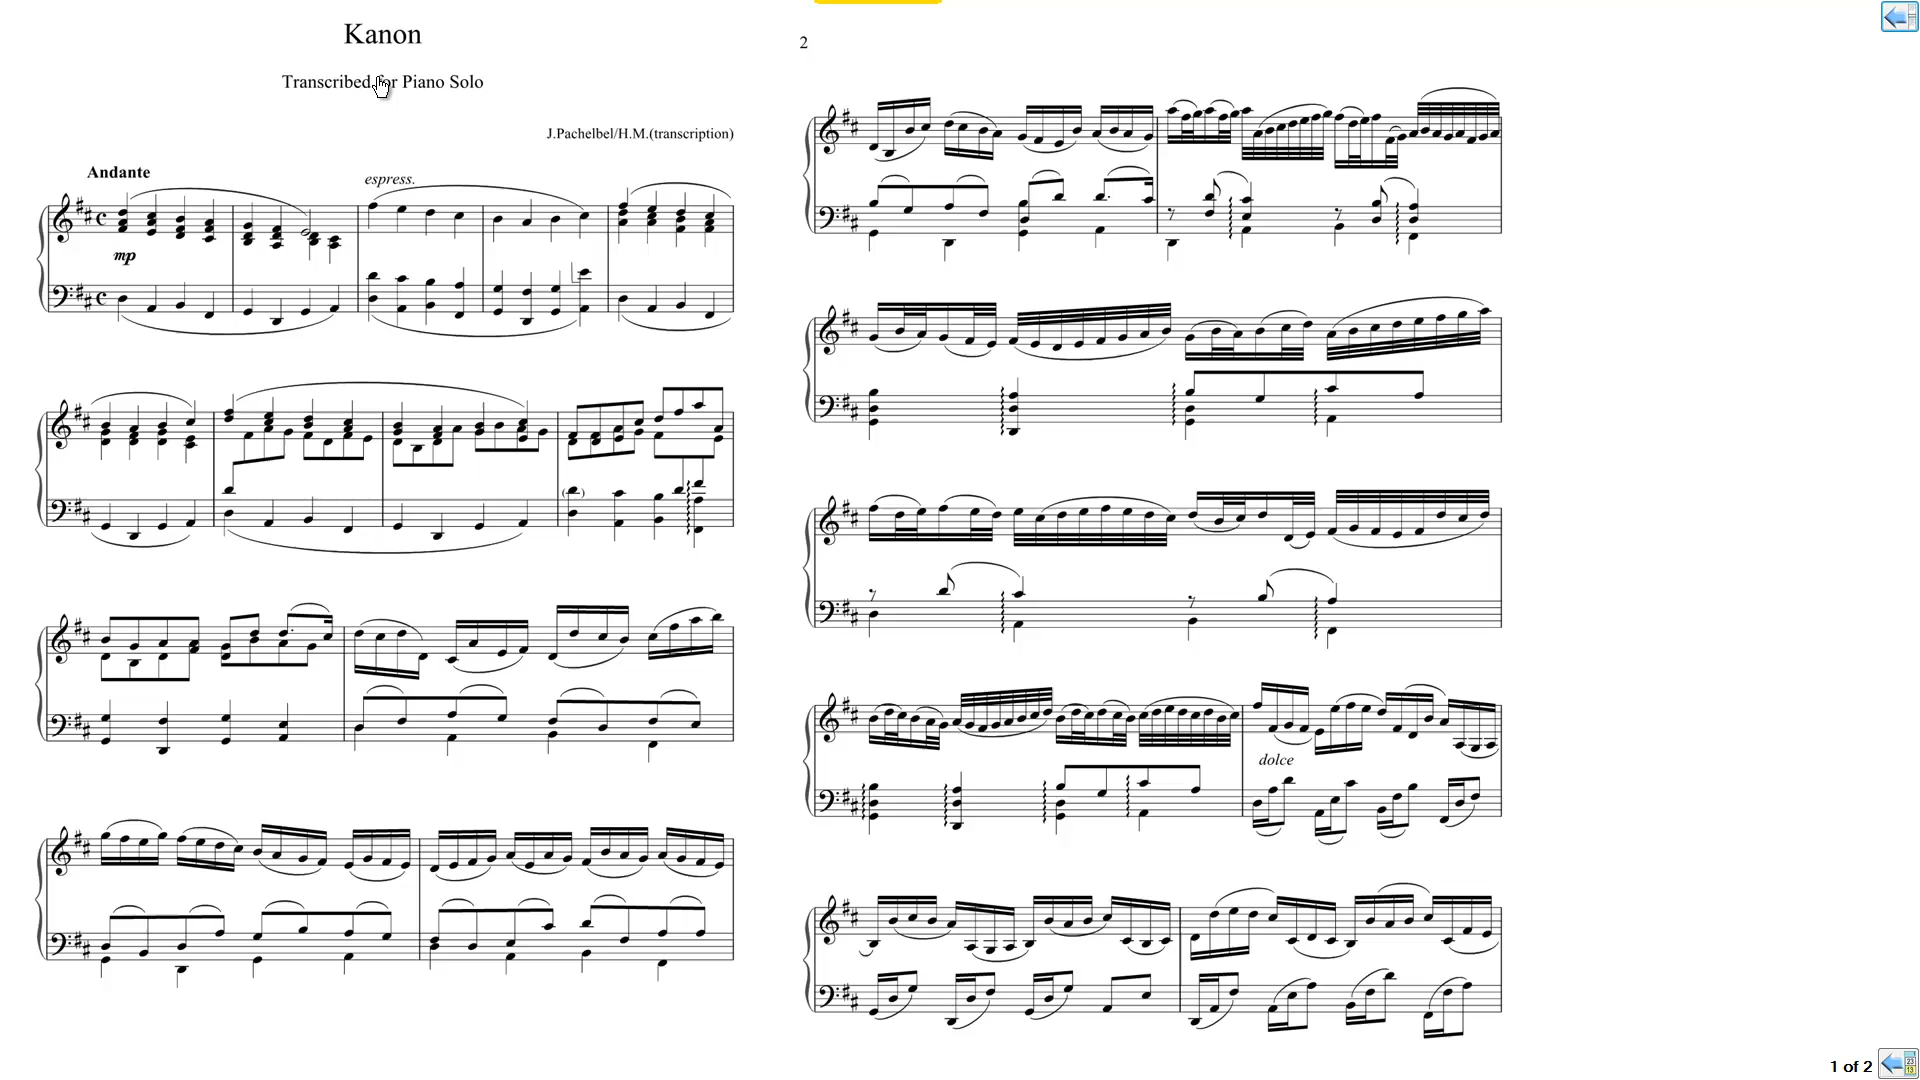 Kanon
Transcribed for Piano Solo
J.Pachelbel/H.M.(transcription)
Andante
espress.
mp
2
dolce
1 of 2